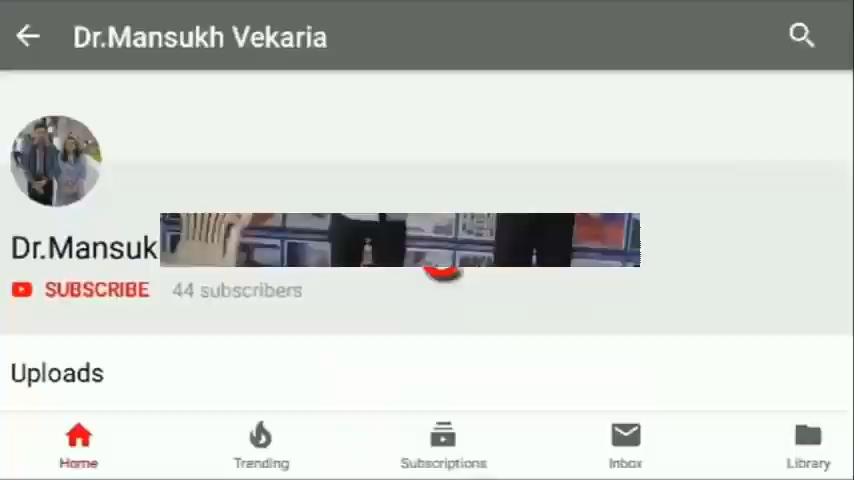 Dr.Mansukh Vekaria
Dr.Mansuk
SUBSCRIBE 44 subscribers
Uploads
Home Trending Subscriptions Inbox Library